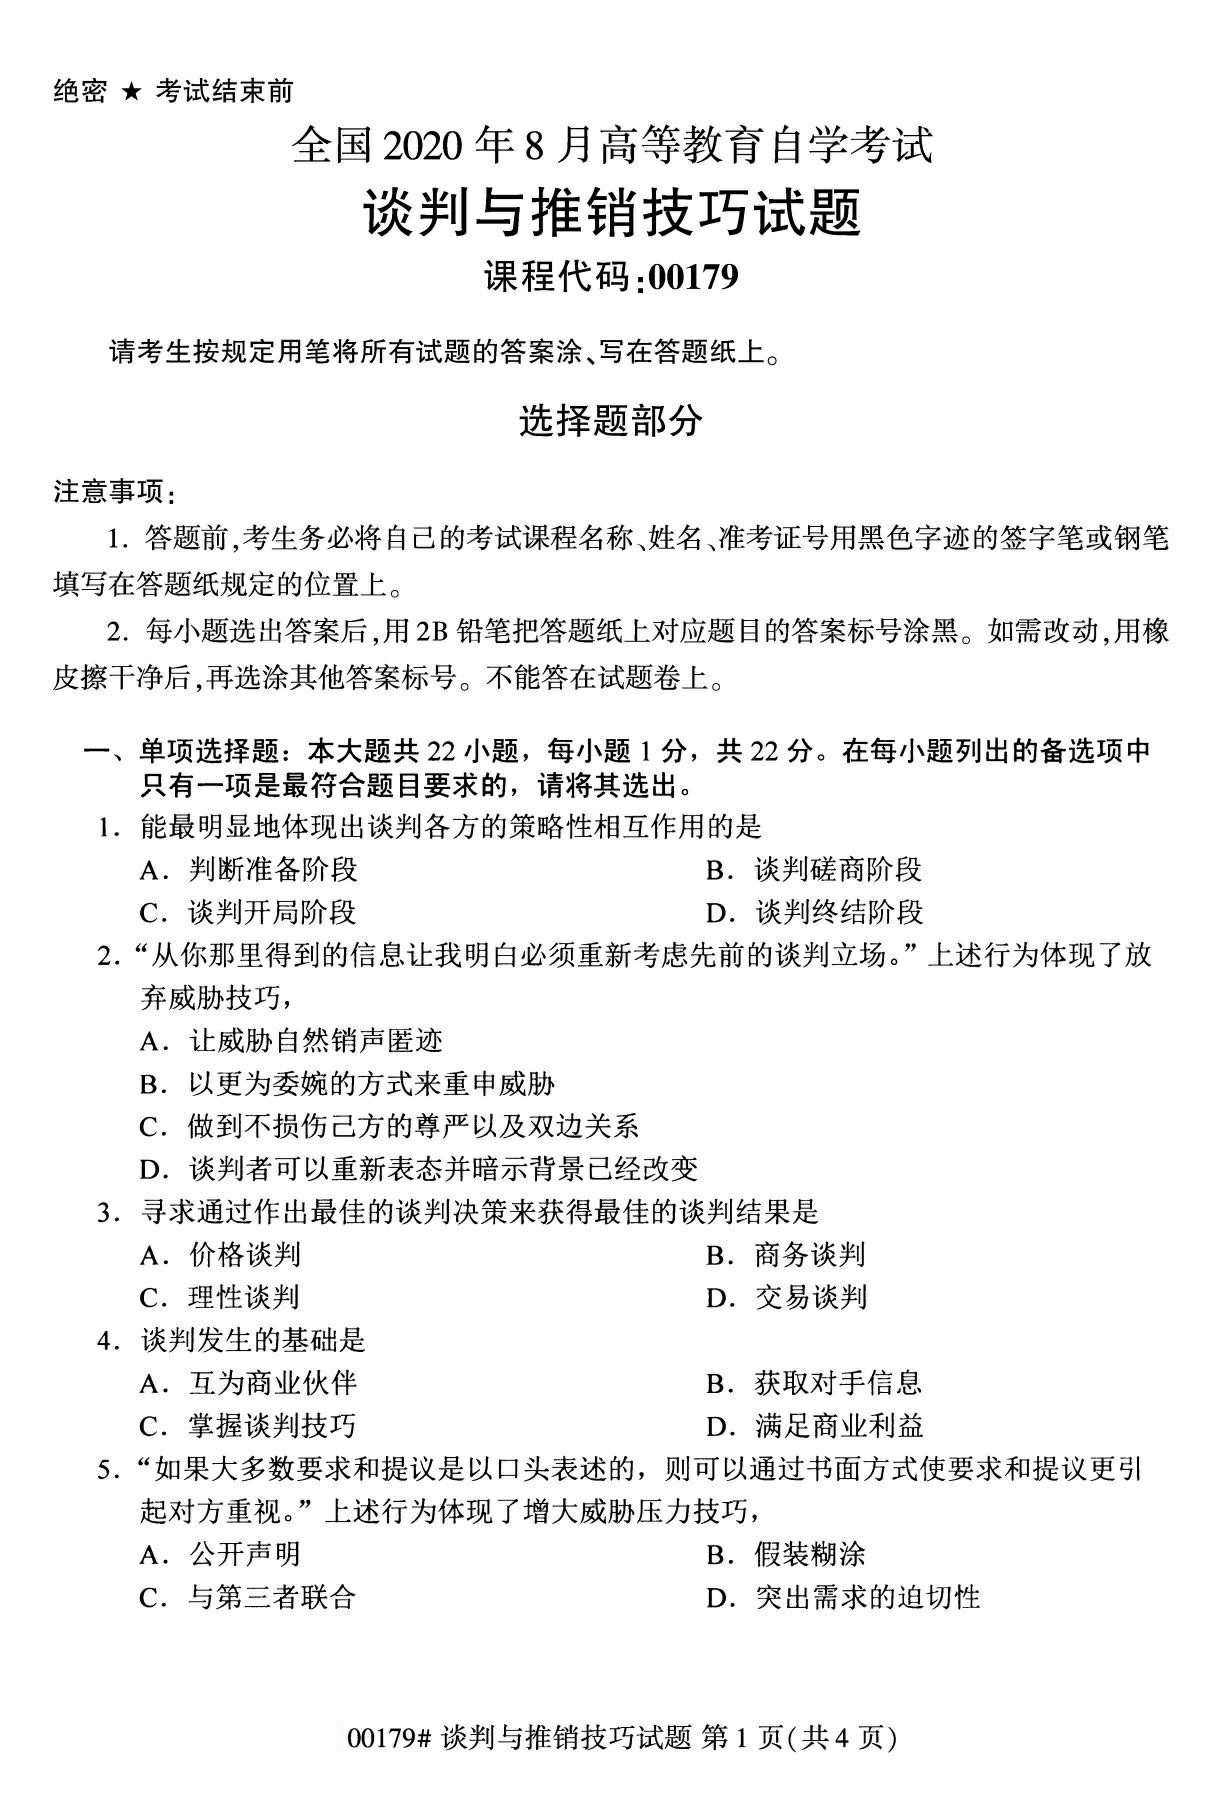 绝密 ★ 考试结束前
全国 2020 年 8 月高等教育自学考试
谈判与推销技巧试题
课程代码:00179
请考生按规定用笔将所有试题的答案涂、写在答题纸上。
选择题部分
注意事项:
1. 答题前,考生务必将自己的考试课程名称、姓名、准考证号用黑色字迹的签字笔或钢笔
填写在答题纸规定的位置上。
2. 每小题选出答案后,用 2B 铅笔把答题纸上对应题目的答案标号涂黑。如需改动,用橡
皮擦干净后,再选涂其他答案标号。不能答在试题卷上。
一、单项选择题：本大题共 22 小题，每小题 1 分，共 22 分。在每小题列出的备选项中
只有一项是最符合题目要求的，请将其选出。
1．能最明显地体现出谈判各方的策略性相互作用的是
A．判断准备阶段 B．谈判磋商阶段
C．谈判开局阶段 D．谈判终结阶段
2．“从你那里得到的信息让我明白必须重新考虑先前的谈判立场。”上述行为体现了放
弃威胁技巧，
A．让威胁自然销声匿迹
B．以更为委婉的方式来重申威胁
C．做到不损伤己方的尊严以及双边关系
D．谈判者可以重新表态并暗示背景已经改变
3．寻求通过作出最佳的谈判决策来获得最佳的谈判结果是
A．价格谈判 B．商务谈判
C．理性谈判 D．交易谈判
4．谈判发生的基础是
A．互为商业伙伴 B．获取对手信息
C．掌握谈判技巧 D．满足商业利益
5．“如果大多数要求和提议是以口头表述的，则可以通过书面方式使要求和提议更引
起对方重视。”上述行为体现了增大威胁压力技巧，
A．公开声明 B．假装糊涂
C．与第三者联合 D．突出需求的迫切性
00179# 谈判与推销技巧试题 第 1 页(共 4 页)